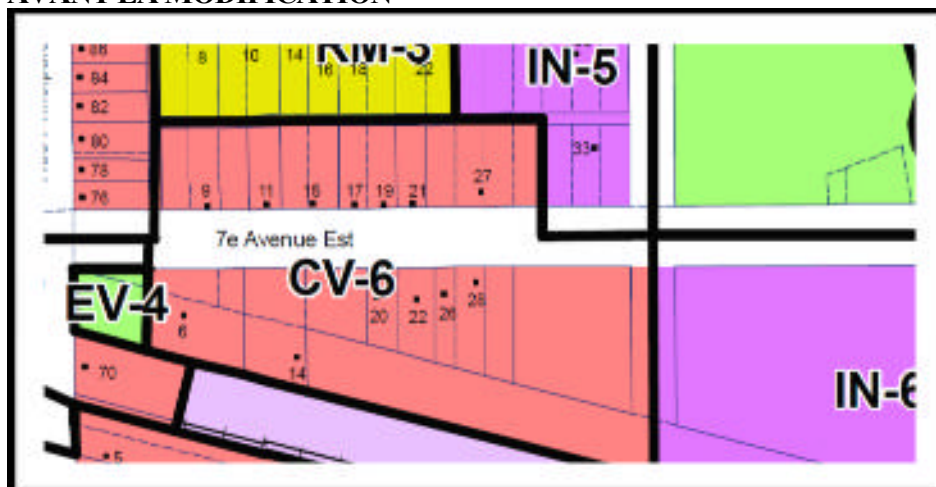 AVANT LA MODIFICATION
86 8 10 14 16 18 22 RM-3 IN-5
84
82
80 33
78 27
76 9 11 15 17 19 21
7e Avenue Est
CV-6
EV-4 6 20 22 26 28
14
70 IN-6
5